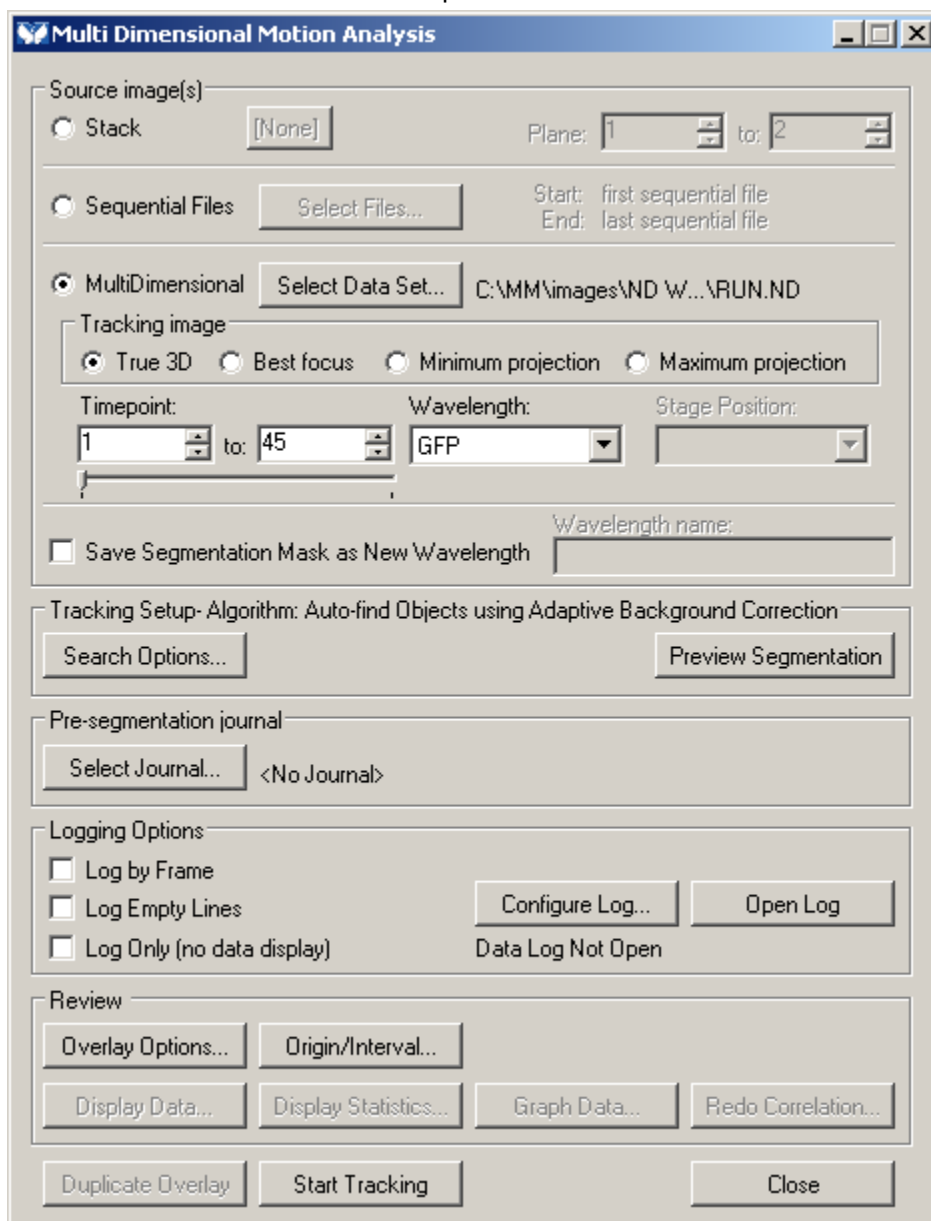 Multi Dimensional Motion Analysis
Source image(s)
Stack [None] Plane: 1 to: 2
Sequential Files Select Files... Start: first sequential file
End: last sequential file
MultiDimensional Select Data Set... C:\MM\images\ND W...\RUN.ND
Tracking image
True 3D Best focus Minimum projection Maximum projection
Timepoint: Wavelength: Stage Position:
1 to: 45 GFP
Wavelength name:
Save Segmentation Mask as New Wavelength
Tracking Setup- Algorithm: Auto-find Objects using Adaptive Background Correction
Search Options... Preview Segmentation
Pre-segmentation journal
Select Journal... <No Journal>
Logging Options
Log by Frame
Log Empty Lines Configure Log... Open Log
Log Only (no data display) Data Log Not Open
Review
Overlay Options... Origin/Interval...
Display Data... Display Statistics... Graph Data... Redo Correlation...
Duplicate Overlay Start Tracking Close